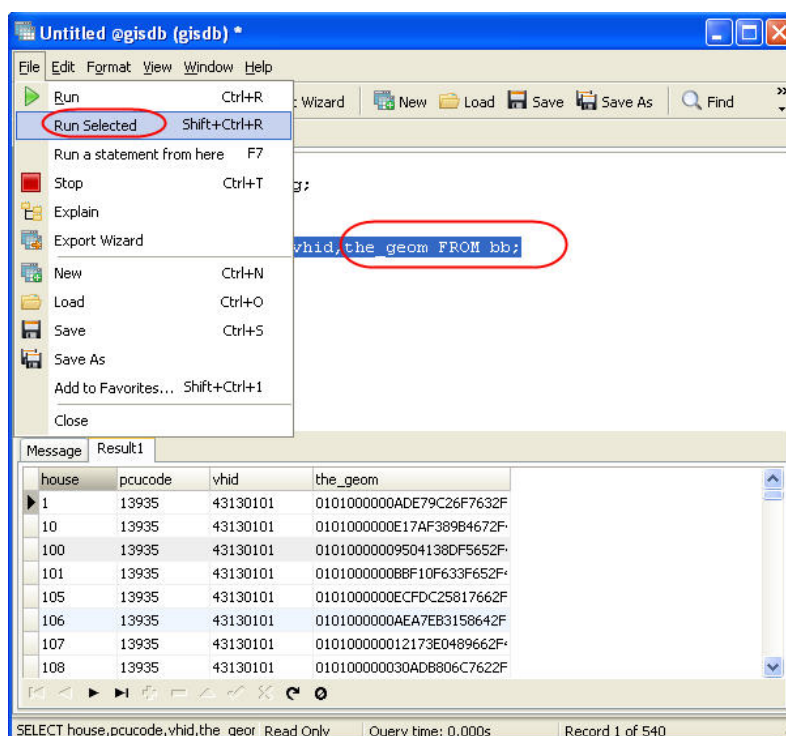 Untitled @gisdb (gisdb) *
File Edit Format View Window Help
Run Ctrl+R
Wizard New Load Save Save As Find »
Run Selected Shift+Ctrl+R
Run a statement from here F7
Stop Ctrl+T
g;
Explain
Export Wizard
vhid,the_geom FROM bb;
New Ctrl+N
Load Ctrl+O
Save Ctrl+S
Save As
Add to Favorites... Shift+Ctrl+1
Close
Message Result1
house pcucode vhid the_geom
1 13935 43130101 0101000000ADE79C26F7632F
10 13935 43130101 0101000000E17AF389B4672F
100 13935 43130101 01010000009504138DF5652F
101 13935 43130101 0101000000BBF10F633F652F
105 13935 43130101 0101000000ECFDC25817662F
106 13935 43130101 0101000000AEA7EB3158642F
107 13935 43130101 010100000012173E0489662F
108 13935 43130101 010100000030ADB806C7622F
SELECT house,pcucode,vhid,the_geor Read Only Query time: 0.000s Record 1 of 540